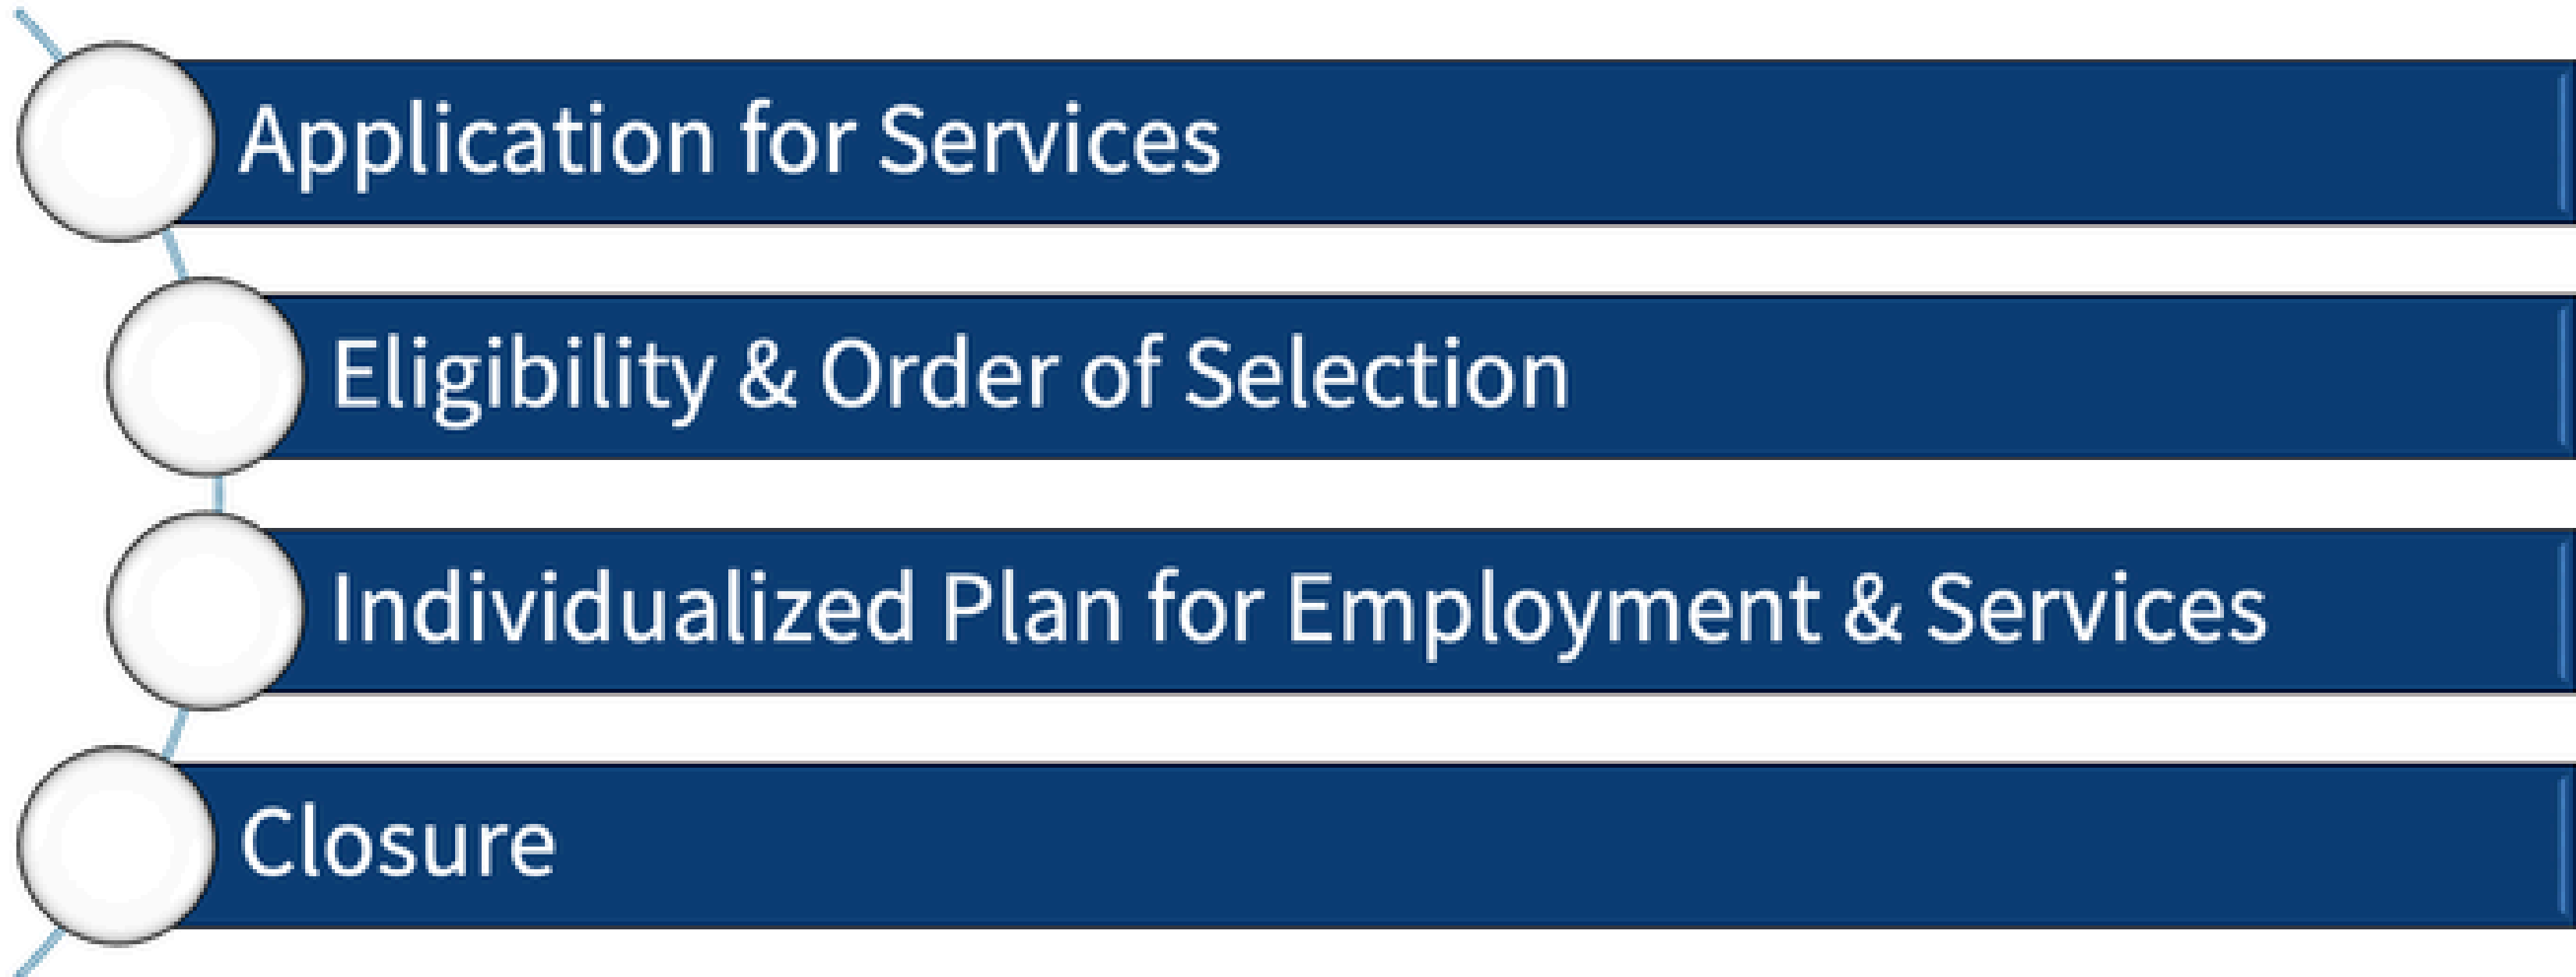 Application for Services
Eligibility & Order of Selection
Individualized Plan for Employment & Services
Closure